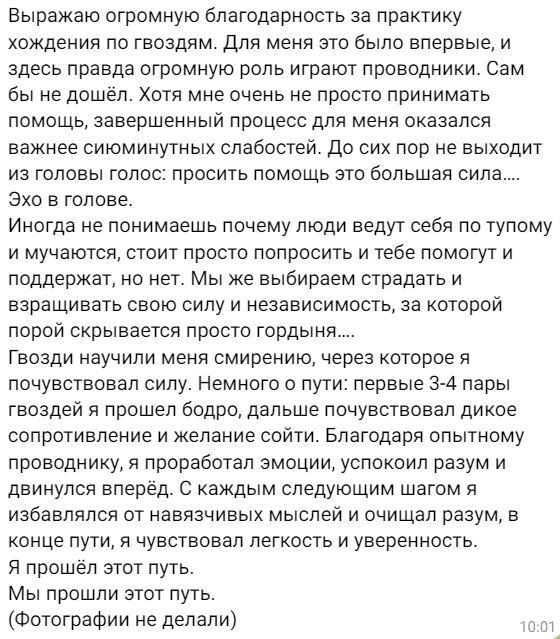 Выражаю огромную благодарность за практику
хождения по гвоздям. Для меня это было впервые, и
здесь правда огромную роль играют проводники. Сам
бы не дошёл. Хотя мне очень не просто принимать
помощь, завершенный процесс для меня оказался
важнее сиюминутных слабостей. До сих пор не выходит
из головы голос: просить помощь это большая сила....
Эхо в голове.
Иногда не понимаешь почему люди ведут себя по тупому
и мучаются, стоит просто попросить и тебе помогут и
поддержат, но нет. Мы же выбираем страдать и
взращивать свою силу и независимость, за которой
порой скрывается просто гордыня....
Гвозди научили меня смирению, через которое я
почувствовал силу. Немного о пути: первые 3-4 пары
гвоздей я прошел бодро, дальше почувствовал дикое
сопротивление и желание сойти. Благодаря опытному
проводнику, я проработал эмоции, успокоил разум и
двинулся вперёд. С каждым следующим шагом я
избавлялся от навязчивых мыслей и очищал разум, в
конце пути, я чувствовал легкость и уверенность.
Я прошёл этот путь.
Мы прошли этот путь.
(Фотографии не делали)
10:01